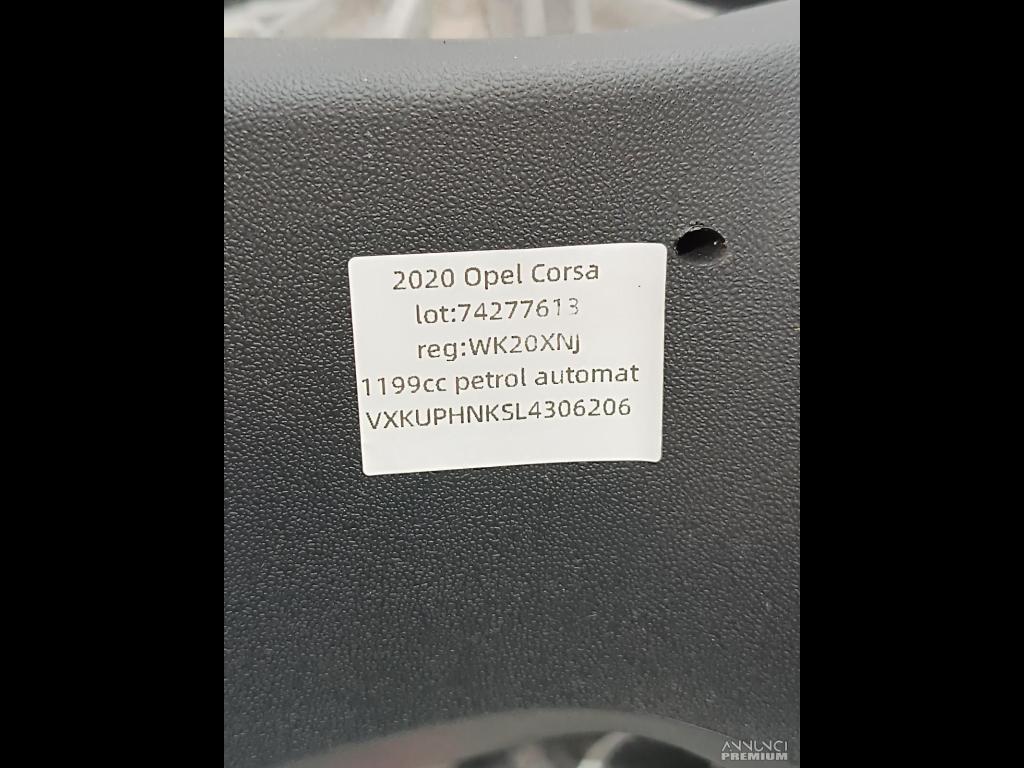 2020 Opel Corsa
lot:74277613
reg:WK20XNJ
1199cc petrol automat
VXKUPHNKSL4306206
ANNUNCI
PREMIUM